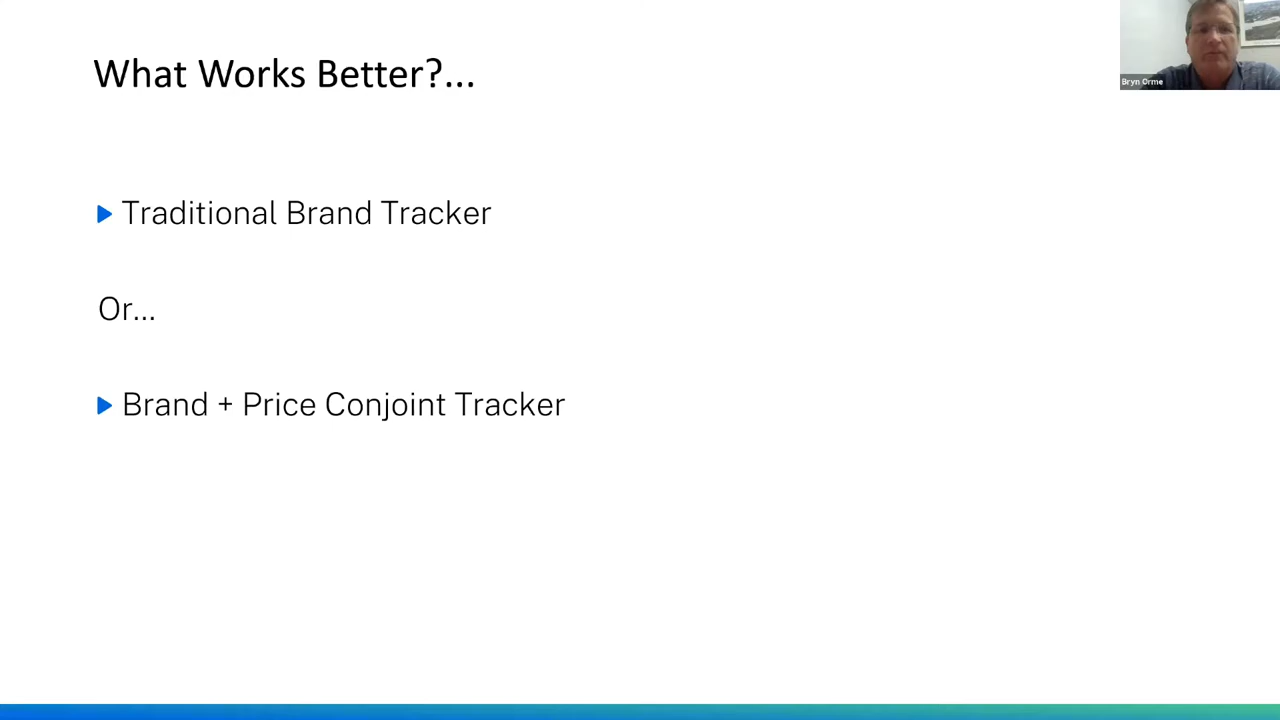 What Works Better?...
Bryn Orme
Traditional Brand Tracker
Or...
Brand + Price Conjoint Tracker